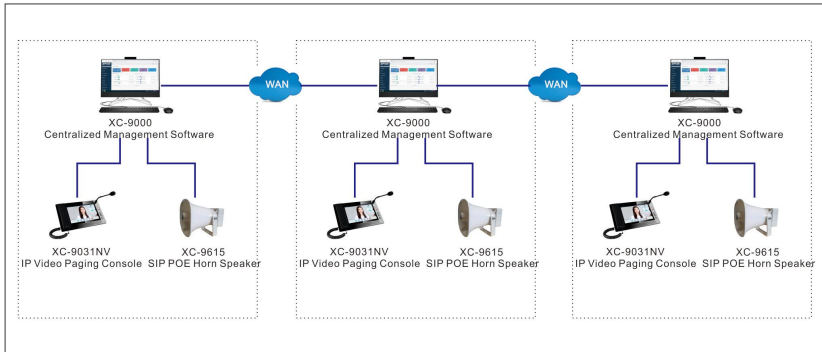 WAN
WAN
XC-9000
Centralized Management Software
XC-9000
Centralized Management Software
XC-9000
Centralized Management Software
XC-9031NV
IP Video Paging Console
XC-9615
SIP POE Horn Speaker
XC-9031NV
IP Video Paging Console
XC-9615
SIP POE Horn Speaker
XC-9031NV
IP Video Paging Console
XC-9615
SIP POE Horn Speaker